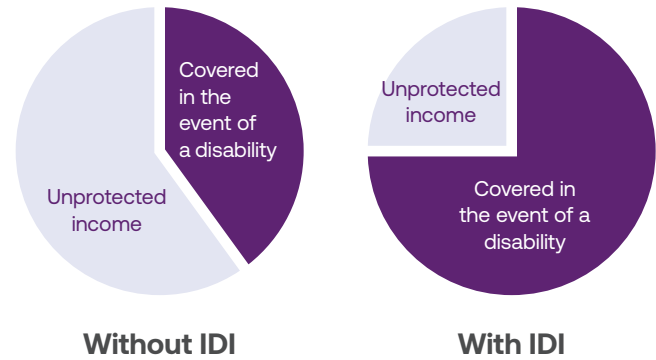 Covered
in the
event of
a disability
Unprotected
income
Unprotected
income
Covered in
the event of a
disability
Without IDI
With IDI